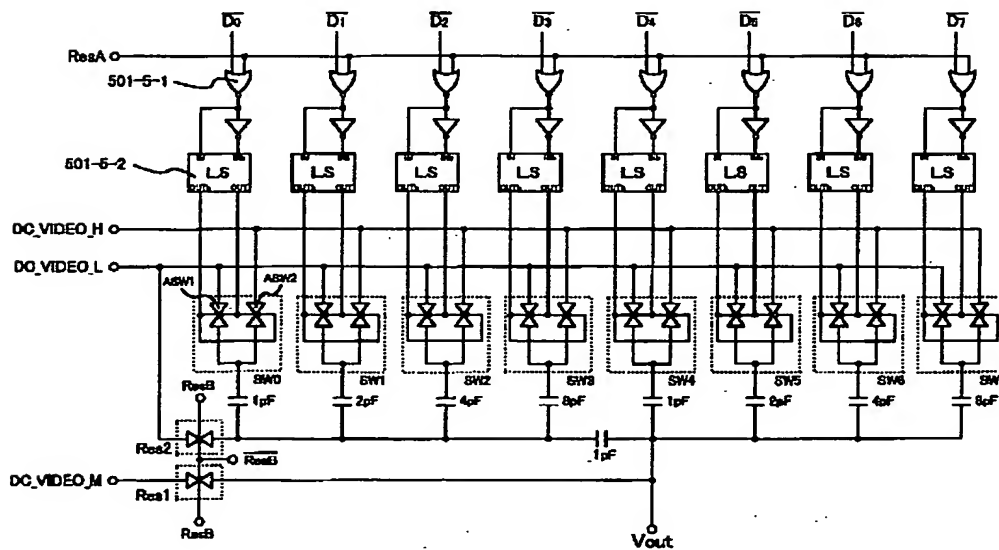 D0 D1 D2 D3 D4 D5 D6 D7
ResA
501-5-1
501-5-2
LS LS LS LS LS LS LS LS
DC_VIDEO_H
DC_VIDEO_L
ASW1 ASW2
SW0 SW1 SW2 SW3 SW4 SW5 SW6 SW
ResB
1pF 2pF 4pF 8pF 1pF 2pF 4pF 8pF
Res2
ResB
1pF
DC_VIDEO_M
Res1
ResB
Vout